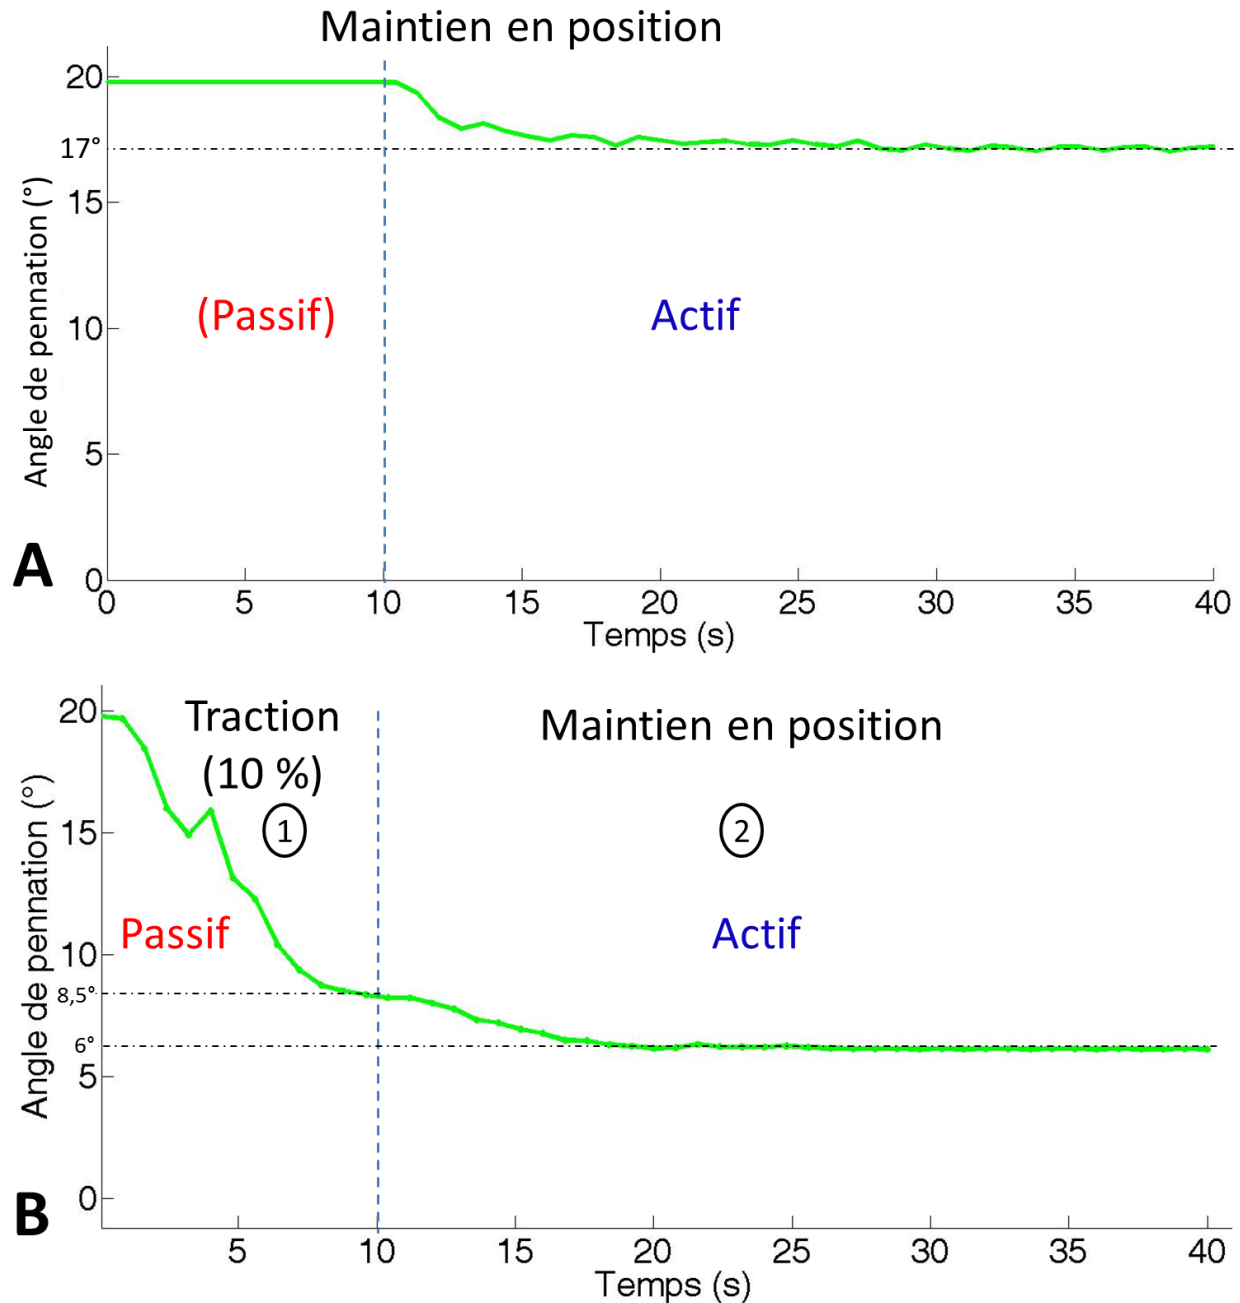 Maintien en position
20
17°
15
10
5
0
Angle de pennation (°)
(Passif)
Actif
A
0 5 10 15 20 25 30 35 40
Temps (s)
20
15
10
8,5°
6°
5
0
Angle de pennation (°)
Traction
(10 %)
1
Passif
Maintien en position
2
Actif
B
5 10 15 20 25 30 35 40
Temps (s)